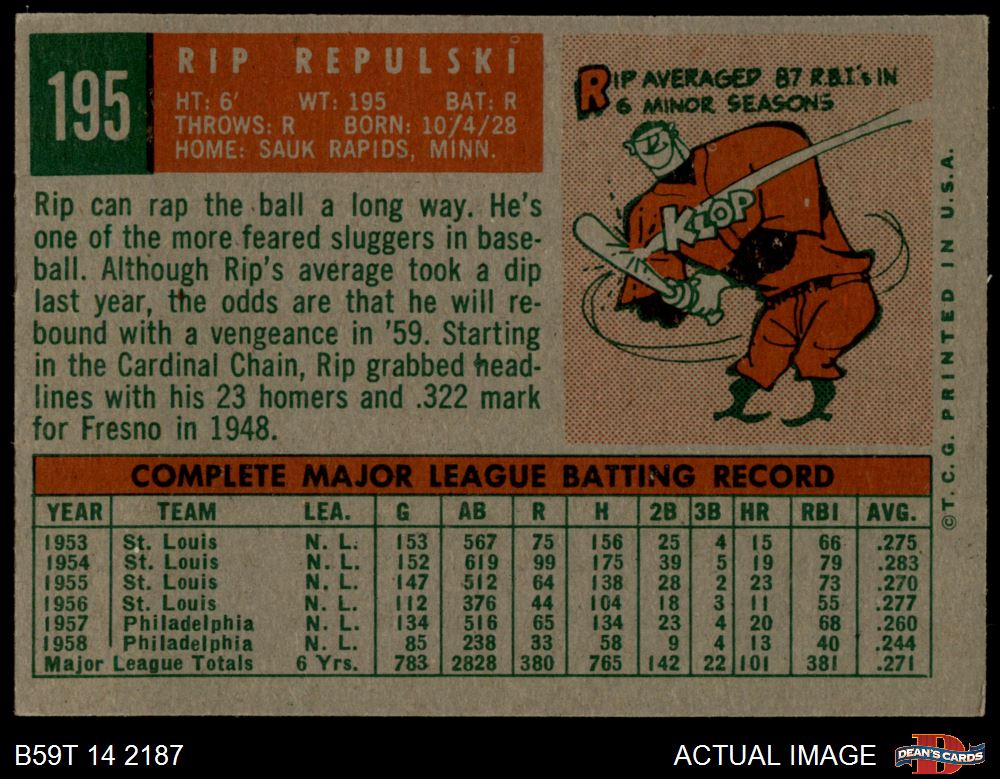 195
RIP REPULSKI
HT: 6' WT: 195 BAT: R
THROWS: R BORN: 10/4/28
HOME: SAUK RAPIDS, MINN.
RIP AVERAGED 87 R.B.I.'s IN
6 MINOR SEASONS
KZOP
Rip can rap the ball a long way. He's
one of the more feared sluggers in base-
ball. Although Rip's average took a dip
last year, the odds are that he will re-
bound with a vengeance in '59. Starting
in the Cardinal Chain, Rip grabbed head-
lines with his 23 homers and .322 mark
for Fresno in 1948.
©T. C. G. PRINTED IN U.S.A.
COMPLETE MAJOR LEAGUE BATTING RECORD
YEAR TEAM LEA. G AB R H 2B 3B HR RBI AVG.
1953 St. Louis N. L. 153 567 75 156 25 4 15 66 .275
1954 St. Louis N. L. 152 619 99 175 39 5 19 79 .283
1955 St. Louis N. L. 147 512 64 138 28 2 23 73 .270
1956 St. Louis N. L. 112 376 44 104 18 3 11 55 .277
1957 Philadelphia N. L. 134 516 65 134 23 4 20 68 .260
1958 Philadelphia N. L. 85 238 33 58 9 4 13 40 .244
Major League Totals 6 Yrs. 783 2828 380 765 142 22 101 381 .271
B59T 14 2187
ACTUAL IMAGE
DEAN'S CARDS